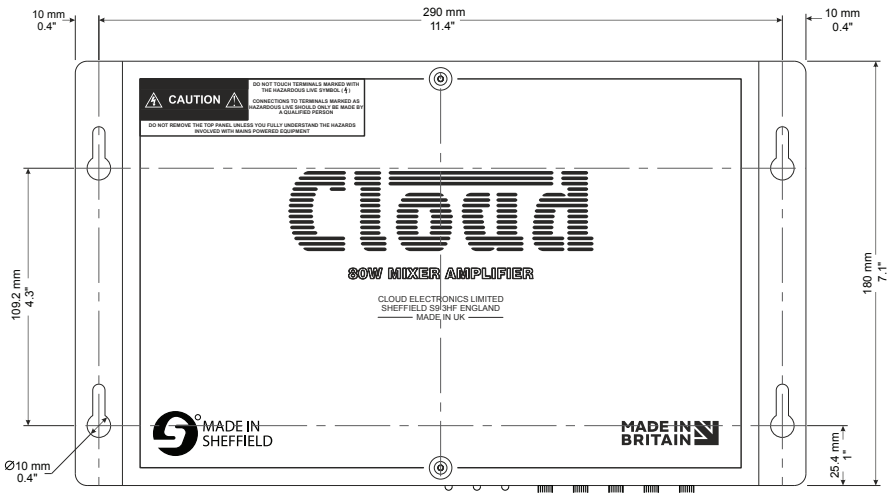 10 mm
0.4"
290 mm
11.4"
10 mm
0.4"
CAUTION
DO NOT TOUCH TERMINALS MARKED WITH
THE HAZARDOUS LIVE SYMBOL ( )
CONNECTIONS TO TERMINALS MARKED AS
HAZARDOUS LIVE SHOULD ONLY BE MADE BY
A QUALIFIED PERSON
DO NOT REMOVE THE TOP PANEL UNLESS YOU FULLY UNDERSTAND THE HAZARDS
INVOLVED WITH MAINS POWERED EQUIPMENT
Cloud
80W MIXER AMPLIFIER
CLOUD ELECTRONICS LIMITED
SHEFFIELD S9 3HF ENGLAND
MADE IN UK
109.2 mm
4.3"
180 mm
7.1"
MADE IN
SHEFFIELD
MADE IN
BRITAIN
Ø10 mm
0.4"
25.4 mm
1"